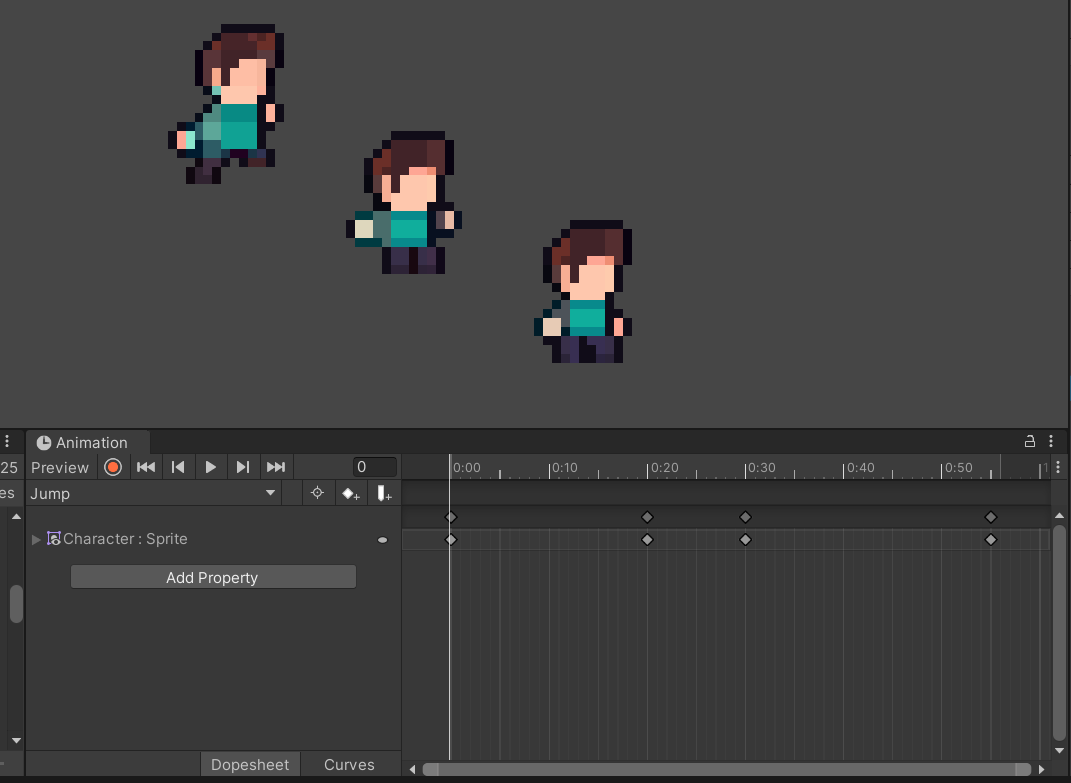 Animation
25 Preview 0 0:00 0:10 0:20 0:30 0:40 0:50 1
es Jump
Character : Sprite
Add Property
Dopesheet Curves